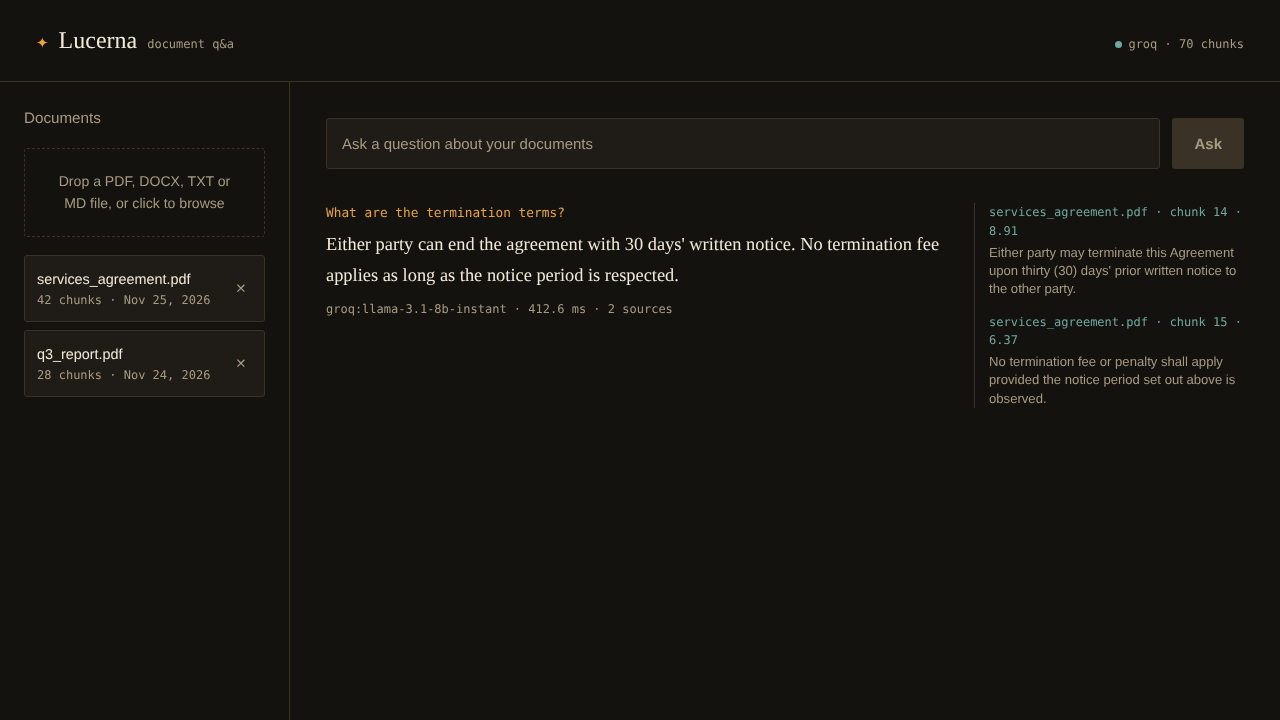 ✦ Lucerna document q&a
groq · 70 chunks
Documents
Drop a PDF, DOCX, TXT or
MD file, or click to browse
services_agreement.pdf
42 chunks · Nov 25, 2026
✕
q3_report.pdf
28 chunks · Nov 24, 2026
✕
Ask a question about your documents
Ask
What are the termination terms?
Either party can end the agreement with 30 days' written notice. No termination fee
applies as long as the notice period is respected.
groq:llama-3.1-8b-instant · 412.6 ms · 2 sources
services_agreement.pdf · chunk 14 ·
8.91
Either party may terminate this Agreement
upon thirty (30) days' prior written notice to
the other party.
services_agreement.pdf · chunk 15 ·
6.37
No termination fee or penalty shall apply
provided the notice period set out above is
observed.